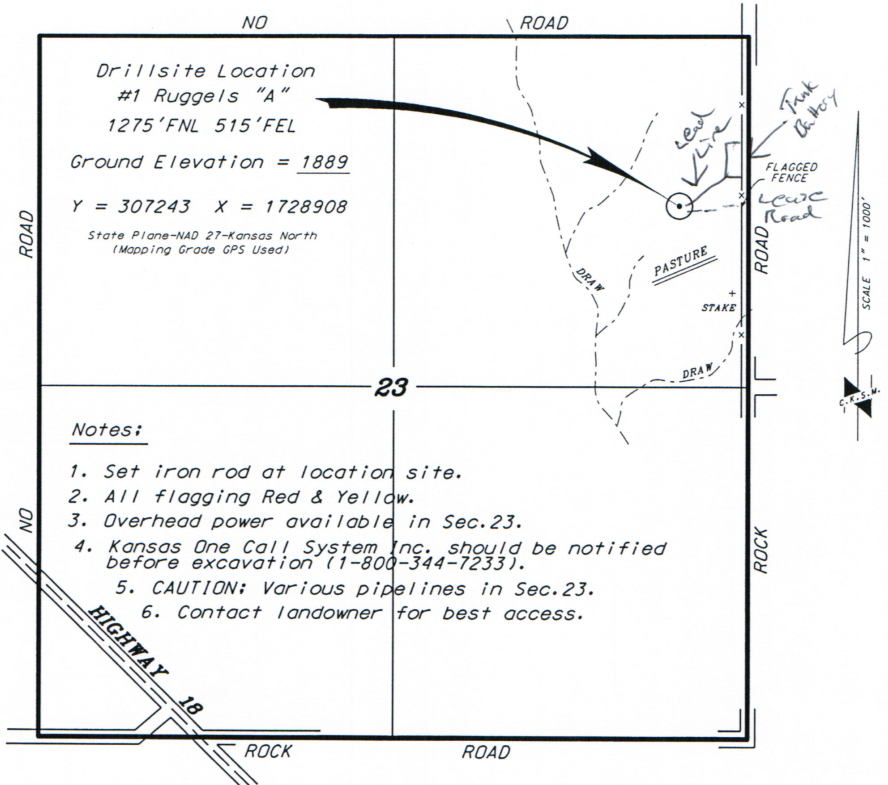 NO ROAD
Drillsite Location
#1 Ruggels "A"
1275'FNL 515'FEL
Ground Elevation = 1889
Y = 307243 X = 1728908
State Plane-NAD 27-Kansas North
(Mapping Grade GPS Used)
ROAD
NO
Lead
Line
Tank
Battery
FLAGGED
FENCE
Lease
Road
ROAD
ROCK
PASTURE
DRAW
STAKE
DRAW
SCALE 1" = 1000'
C.K.S.M.
23
Notes:
1. Set iron rod at location site.
2. All flagging Red & Yellow.
3. Overhead power available in Sec.23.
4. Kansas One Call System Inc. should be notified
before excavation (1-800-344-7233).
5. CAUTION: Various pipelines in Sec.23.
6. Contact landowner for best access.
HIGHWAY 18
ROCK ROAD